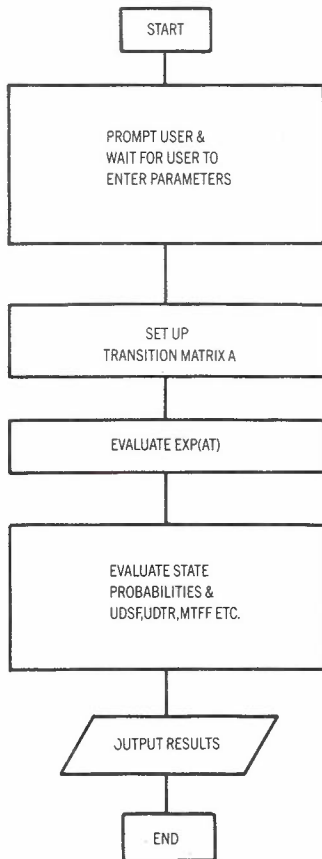 START
PROMPT USER &
WAIT FOR USER TO
ENTER PARAMETERS
SET UP
TRANSITION MATRIX A
EVALUATE EXP(AT)
EVALUATE STATE
PROBABILITIES &
UDSF,UDTR,MTFF ETC.
OUTPUT RESULTS
END